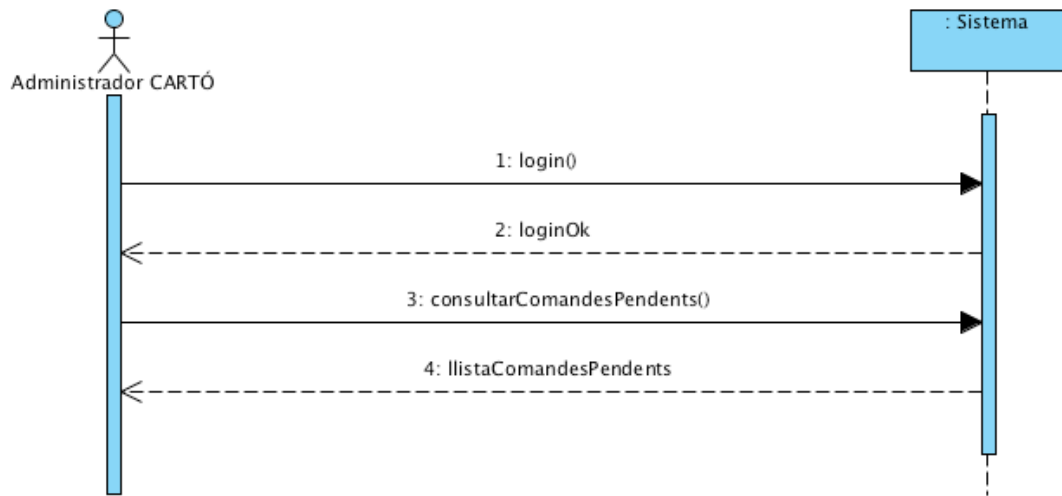 : Sistema
Administrador CARTÓ
1: login()
2: loginOk
3: consultarComandesPendents()
4: llistaComandesPendents